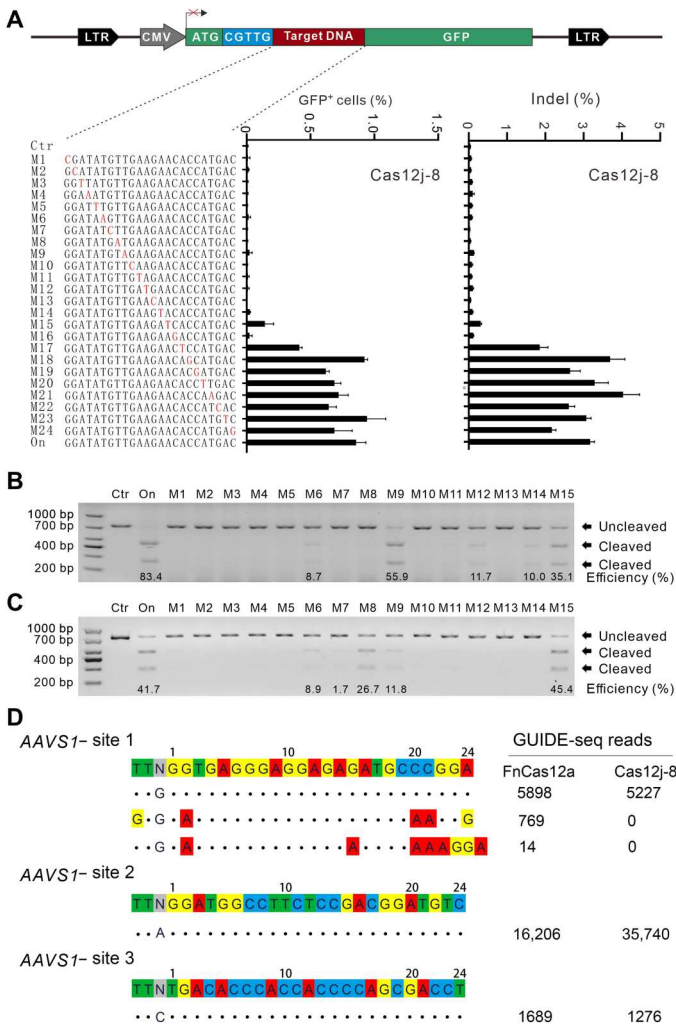 A
LTR CMV ATG CGTTG Target DNA GFP LTR
GFP+ cells (%) Indel (%)
0 0.5 1.0 1.5 0 1 2 3 4 5
Cas12j-8 Cas12j-8
Ctr
M1 CGATATGTTGAAGAACACCATGAC
M2 GCATATGTTGAAGAACACCATGAC
M3 GGTTATGTTGAAGAACACCATGAC
M4 GGAAATGTTGAAGAACACCATGAC
M5 GGATTTGTTGAAGAACACCATGAC
M6 GGATAAGTTGAAGAACACCATGAC
M7 GGATATCTTGAAGAACACCATGAC
M8 GGATATGATGAAGAACACCATGAC
M9 GGATATGTAGAAGAACACCATGAC
M10 GGATATGTTCAAGAACACCATGAC
M11 GGATATGTTGTAGAACACCATGAC
M12 GGATATGTTGATGAACACCATGAC
M13 GGATATGTTGAACAACACCATGAC
M14 GGATATGTTGAAGTACACCATGAC
M15 GGATATGTTGAAGATCACCATGAC
M16 GGATATGTTGAAGAAGACCATGAC
M17 GGATATGTTGAAGAACTCCATGAC
M18 GGATATGTTGAAGAACAGCATGAC
M19 GGATATGTTGAAGAACACGATGAC
M20 GGATATGTTGAAGAACACCTTGAC
M21 GGATATGTTGAAGAACACCAAGAC
M22 GGATATGTTGAAGAACACCATCAC
M23 GGATATGTTGAAGAACACCATGTC
M24 GGATATGTTGAAGAACACCATGAG
On GGATATGTTGAAGAACACCATGAC
B
Ctr On M1 M2 M3 M4 M5 M6 M7 M8 M9 M10 M11 M12 M13 M14 M15
1000 bp
700 bp Uncleaved
400 bp Cleaved
200 bp Cleaved
83.4 8.7 55.9 11.7 10.0 35.1 Efficiency (%)
C
Ctr On M1 M2 M3 M4 M5 M6 M7 M8 M9 M10 M11 M12 M13 M14 M15
1000 bp
700 bp Uncleaved
400 bp Cleaved
200 bp Cleaved
41.7 8.9 1.7 26.7 11.8 45.4 Efficiency (%)
D
AAVS1- site 1 GUIDE-seq reads
1 10 20 24
TTNGGTGAGGGAGGAGAGATGCCCGGA FnCas12a Cas12j-8
··G························ 5898 5227
G·G·A················AA··G 769 0
··G·A···········A····AAAGGA 14 0
AAVS1- site 2
1 10 20 24
TTNGGATGGCCTTCTCCGACGGATGTC
··A························ 16,206 35,740
AAVS1- site 3
1 10 20 24
TTNTGACACCCACCACCCCAGCGACCT
··C························ 1689 1276